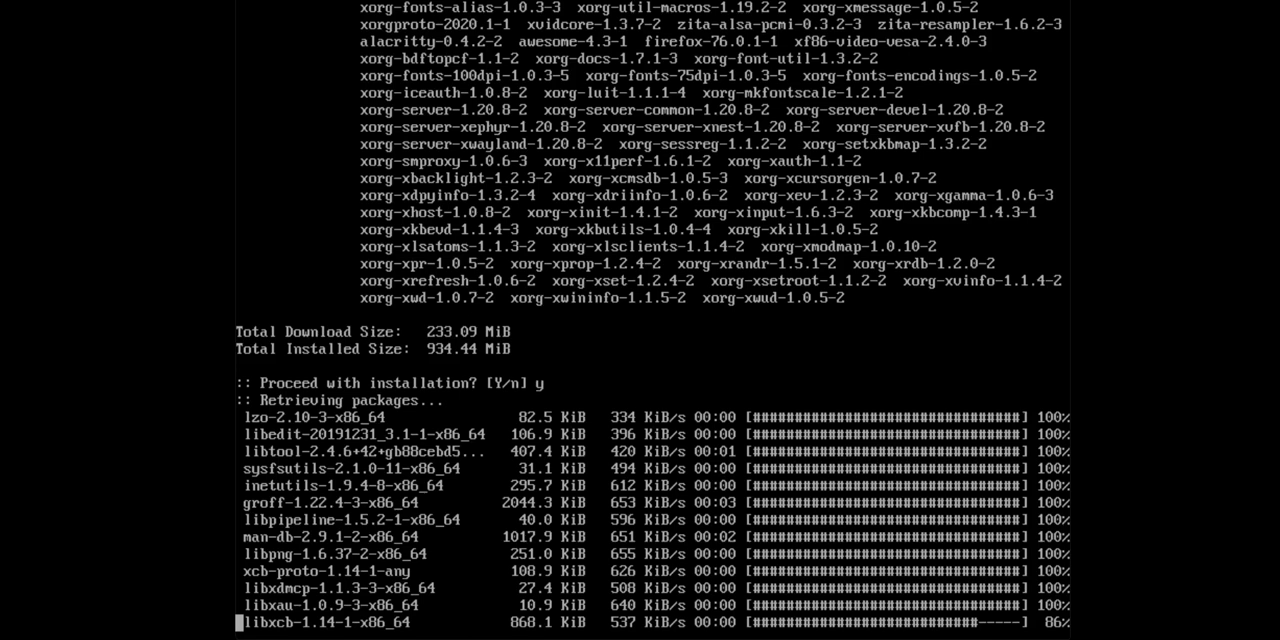 xorg-fonts-alias-1.0.3-3  xorg-util-macros-1.19.2-2  xorg-xmessage-1.0.5-2
xorgproto-2020.1-1  xvidcore-1.3.7-2  zita-alsa-pcmi-0.3.2-3  zita-resampler-1.6.2-3
alacritty-0.4.2-2  awesome-4.3-1  firefox-76.0.1-1  xf86-video-vesa-2.4.0-3
xorg-bdftopcf-1.1-2  xorg-docs-1.7.1-3  xorg-font-util-1.3.2-2
xorg-fonts-100dpi-1.0.3-5  xorg-fonts-75dpi-1.0.3-5  xorg-fonts-encodings-1.0.5-2
xorg-iceauth-1.0.8-2  xorg-luit-1.1.1-4  xorg-mkfontscale-1.2.1-2
xorg-server-1.20.8-2  xorg-server-common-1.20.8-2  xorg-server-devel-1.20.8-2
xorg-server-xephyr-1.20.8-2  xorg-server-xnest-1.20.8-2  xorg-server-xvfb-1.20.8-2
xorg-server-xwayland-1.20.8-2  xorg-sessreg-1.1.2-2  xorg-setxkbmap-1.3.2-2
xorg-smproxy-1.0.6-3  xorg-x11perf-1.6.1-2  xorg-xauth-1.1-2
xorg-xbacklight-1.2.3-2  xorg-xcmsdb-1.0.5-3  xorg-xcursorgen-1.0.7-2
xorg-xdpyinfo-1.3.2-4  xorg-xdriinfo-1.0.6-2  xorg-xev-1.2.3-2  xorg-xgamma-1.0.6-3
xorg-xhost-1.0.8-2  xorg-xinit-1.4.1-2  xorg-xinput-1.6.3-2  xorg-xkbcomp-1.4.3-1
xorg-xkbevd-1.1.4-3  xorg-xkbutils-1.0.4-4  xorg-xkill-1.0.5-2
xorg-xlsatoms-1.1.3-2  xorg-xlsclients-1.1.4-2  xorg-xmodmap-1.0.10-2
xorg-xpr-1.0.5-2  xorg-xprop-1.2.4-2  xorg-xrandr-1.5.1-2  xorg-xrdb-1.2.0-2
xorg-xrefresh-1.0.6-2  xorg-xset-1.2.4-2  xorg-xsetroot-1.1.2-2  xorg-xvinfo-1.1.4-2
xorg-xwd-1.0.7-2  xorg-xwininfo-1.1.5-2  xorg-xwud-1.0.5-2
Total Download Size:   233.09 MiB
Total Installed Size:  934.44 MiB
:: Proceed with installation? [Y/n] y
:: Retrieving packages...
lzo-2.10-3-x86_64  82.5 KiB  334 KiB/s 00:00 [################################] 100%
libedit-20191231_3.1-1-x86_64  106.9 KiB  396 KiB/s 00:00 [################################] 100%
libtool-2.4.6+42+gb88cebd5...  407.4 KiB  420 KiB/s 00:01 [################################] 100%
sysfsutils-2.1.0-11-x86_64  31.1 KiB  494 KiB/s 00:00 [################################] 100%
inetutils-1.9.4-8-x86_64  295.7 KiB  612 KiB/s 00:00 [################################] 100%
groff-1.22.4-3-x86_64  2044.3 KiB  653 KiB/s 00:03 [################################] 100%
libpipeline-1.5.2-1-x86_64  40.0 KiB  596 KiB/s 00:00 [################################] 100%
man-db-2.9.1-2-x86_64  1017.9 KiB  651 KiB/s 00:02 [################################] 100%
libpng-1.6.37-2-x86_64  251.0 KiB  655 KiB/s 00:00 [################################] 100%
xcb-proto-1.14-1-any  108.9 KiB  626 KiB/s 00:00 [################################] 100%
libxdmcp-1.1.3-3-x86_64  27.4 KiB  508 KiB/s 00:00 [################################] 100%
libxau-1.0.9-3-x86_64  10.9 KiB  640 KiB/s 00:00 [################################] 100%
libxcb-1.14-1-x86_64  868.1 KiB  537 KiB/s 00:00 [###########################-----]  86%